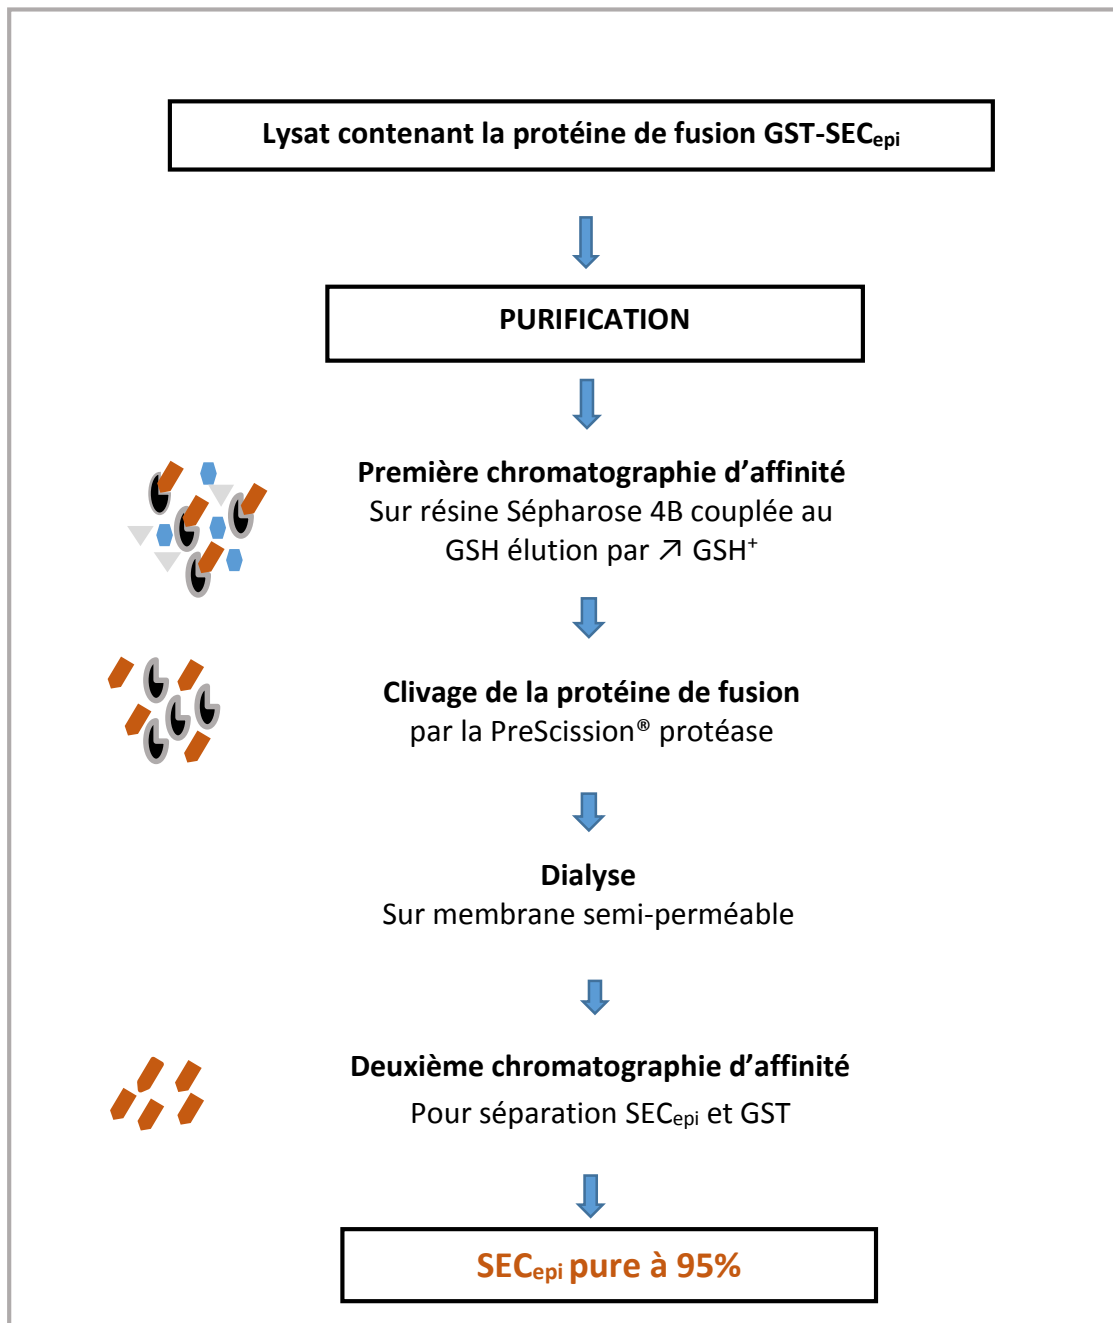 Lysat contenant la protéine de fusion GST-SECepi
PURIFICATION
Première chromatographie d’affinité
Sur résine Sépharose 4B couplée au
GSH élution par ↗ GSH⁺
Clivage de la protéine de fusion
par la PreScission® protéase
Dialyse
Sur membrane semi-perméable
Deuxième chromatographie d’affinité
Pour séparation SECepi et GST
SECepi pure à 95%